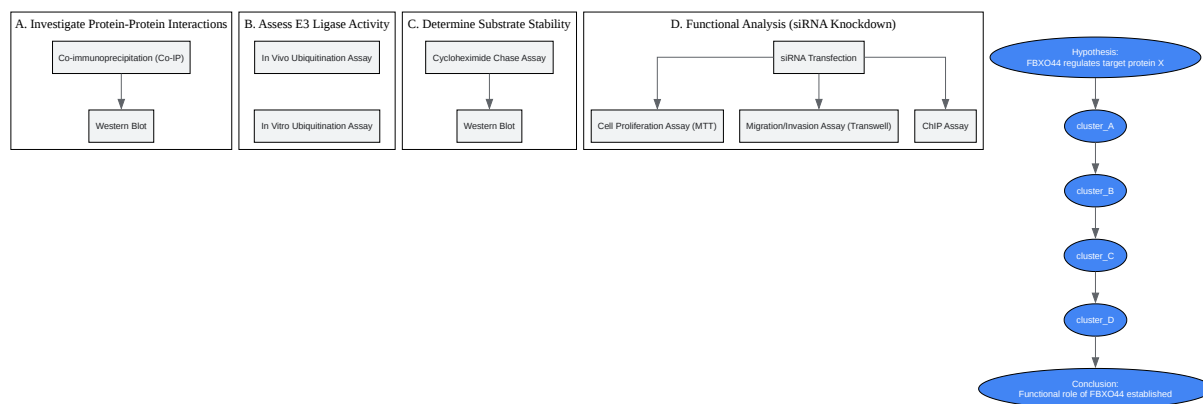 A. Investigate Protein-Protein Interactions
Co-immunoprecipitation (Co-IP)
Western Blot
B. Assess E3 Ligase Activity
In Vivo Ubiquitination Assay
In Vitro Ubiquitination Assay
C. Determine Substrate Stability
Cycloheximide Chase Assay
Western Blot
D. Functional Analysis (siRNA Knockdown)
siRNA Transfection
Cell Proliferation Assay (MTT)
Migration/Invasion Assay (Transwell)
ChIP Assay
Hypothesis:
FBXO44 regulates target protein X
cluster_A
cluster_B
cluster_C
cluster_D
Conclusion:
Functional role of FBXO44 established